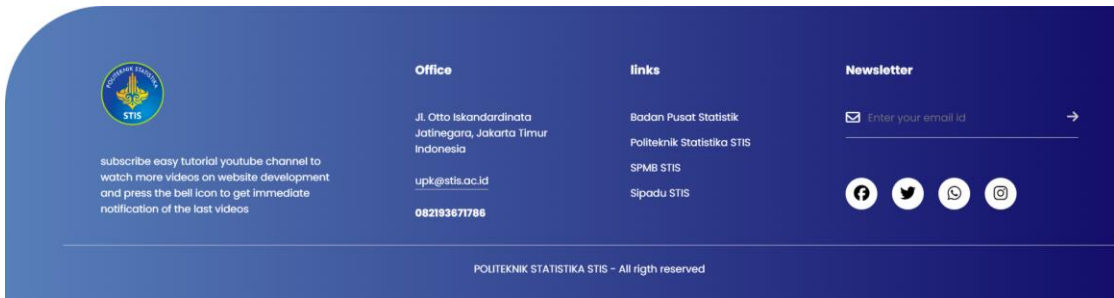 POLITEKNIK STATISTIKA
STIS
subscribe easy tutorial youtube channel to
watch more videos on website development
and press the bell icon to get immediate
notification of the last videos
Office
Jl. Otto Iskandardinata
Jatinegara, Jakarta Timur
Indonesia
upk@stis.ac.id
082193671786
links
Badan Pusat Statistik
Politeknik Statistika STIS
SPMB STIS
Sipadu STIS
Newsletter
Enter your email id
POLITEKNIK STATISTIKA STIS - All rigth reserved